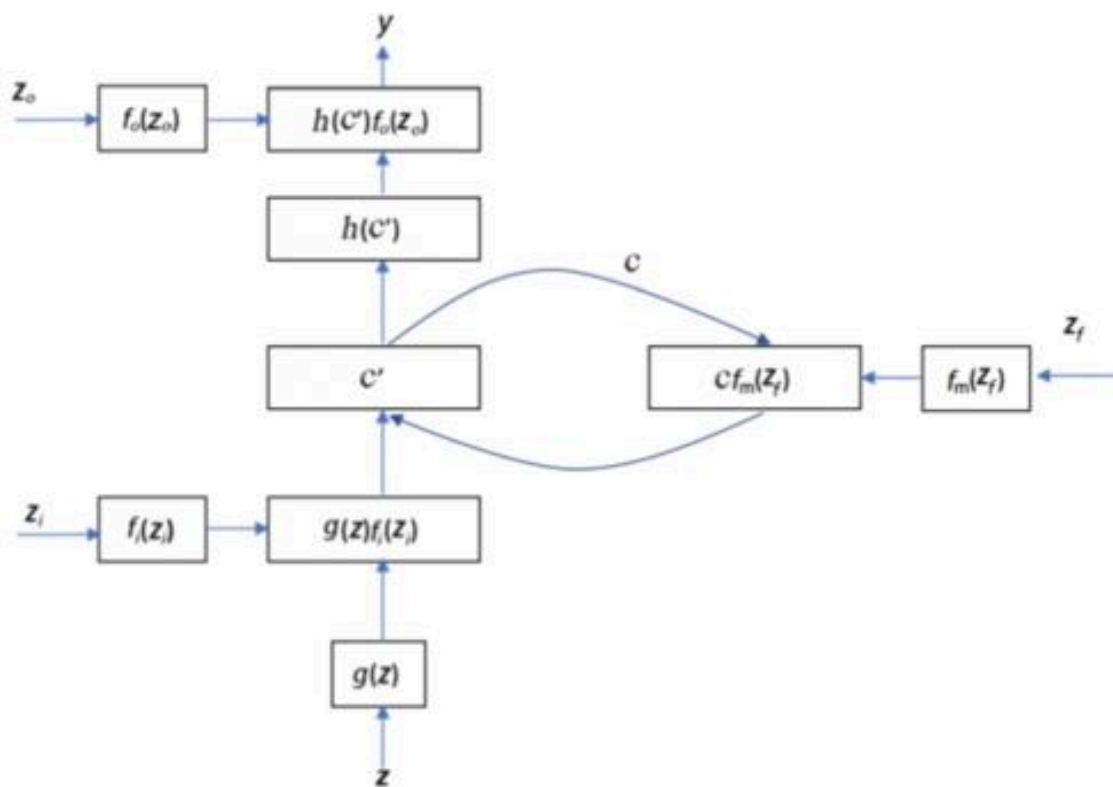 y
z_o
f_o(z_o)
h(c')f_o(z_o)
h(c')
c
z_f
c'
cf_m(z_f)
f_m(z_f)
z_i
f_i(z_i)
g(z)f_i(z_i)
g(z)
z